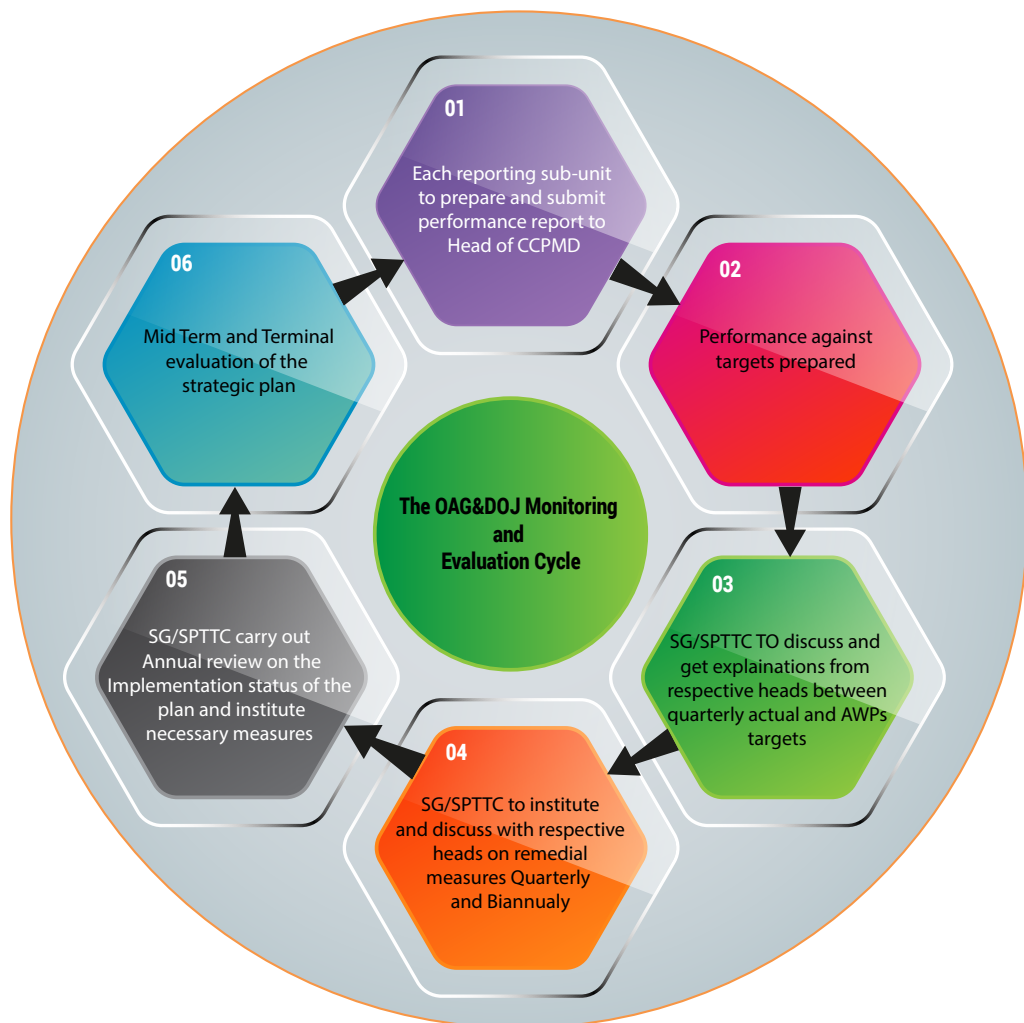 01
Each reporting sub-unit
to prepare and submit
performance report to
Head of CCPMD
02
Performance against
targets prepared
03
SG/SPTTC TO discuss and
get explainations from
respective heads between
quarterly actual and AWPs
targets
04
SG/SPTTC to institute
and discuss with respective
heads on remedial
measures Quarterly
and Biannualy
05
SG/SPTTC carry out
Annual review on the
Implementation status of the
plan and institute
necessary measures
06
Mid Term and Terminal
evaluation of the
strategic plan
The OAG&DOJ Monitoring
and
Evaluation Cycle